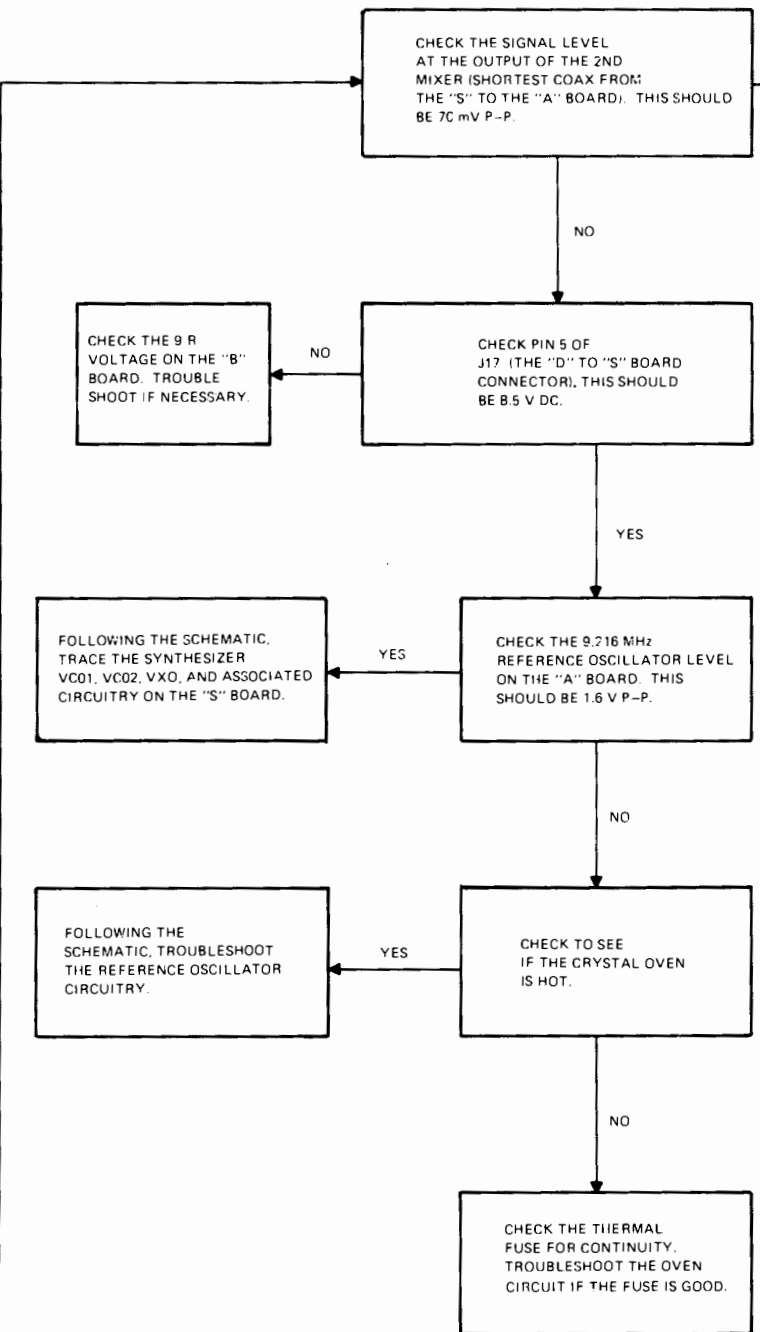 CHECK THE SIGNAL LEVEL
AT THE OUTPUT OF THE 2ND
MIXER (SHORTEST COAX FROM
THE "S" TO THE "A" BOARD). THIS SHOULD
BE 70 mV P-P.
NO
CHECK THE 9 R
VOLTAGE ON THE "B"
BOARD. TROUBLE
SHOOT IF NECESSARY.
NO
CHECK PIN 5 OF
J17 (THE "D" TO "S" BOARD
CONNECTOR), THIS SHOULD
BE 8.5 V DC.
YES
FOLLOWING THE SCHEMATIC,
TRACE THE SYNTHESIZER
VC01, VC02, VXO, AND ASSOCIATED
CIRCUITRY ON THE "S" BOARD.
YES
CHECK THE 9.216 MHz
REFERENCE OSCILLATOR LEVEL
ON THE "A" BOARD. THIS
SHOULD BE 1.6 V P-P.
NO
FOLLOWING THE
SCHEMATIC, TROUBLESHOOT
THE REFERENCE OSCILLATOR
CIRCUITRY.
YES
CHECK TO SEE
IF THE CRYSTAL OVEN
IS HOT.
NO
CHECK THE THERMAL
FUSE FOR CONTINUITY.
TROUBLESHOOT THE OVEN
CIRCUIT IF THE FUSE IS GOOD.